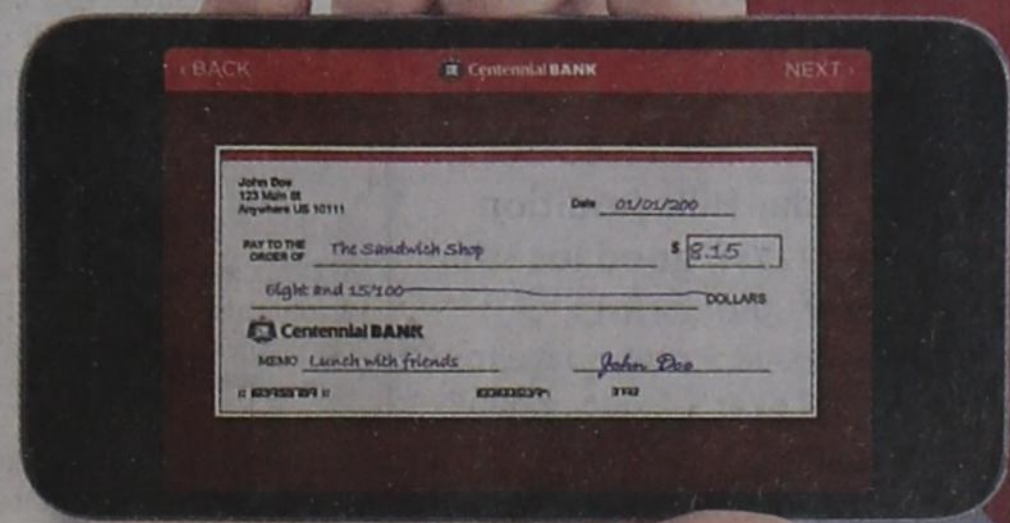 ‹ BACK Centennial BANK NEXT ›
John Doe
123 Main St
Anywhere US 10111
Date 01/01/200
PAY TO THE ORDER OF The Sandwich Shop $ 8.15
Eight and 15/100 DOLLARS
Centennial BANK
MEMO Lunch with friends John Doe